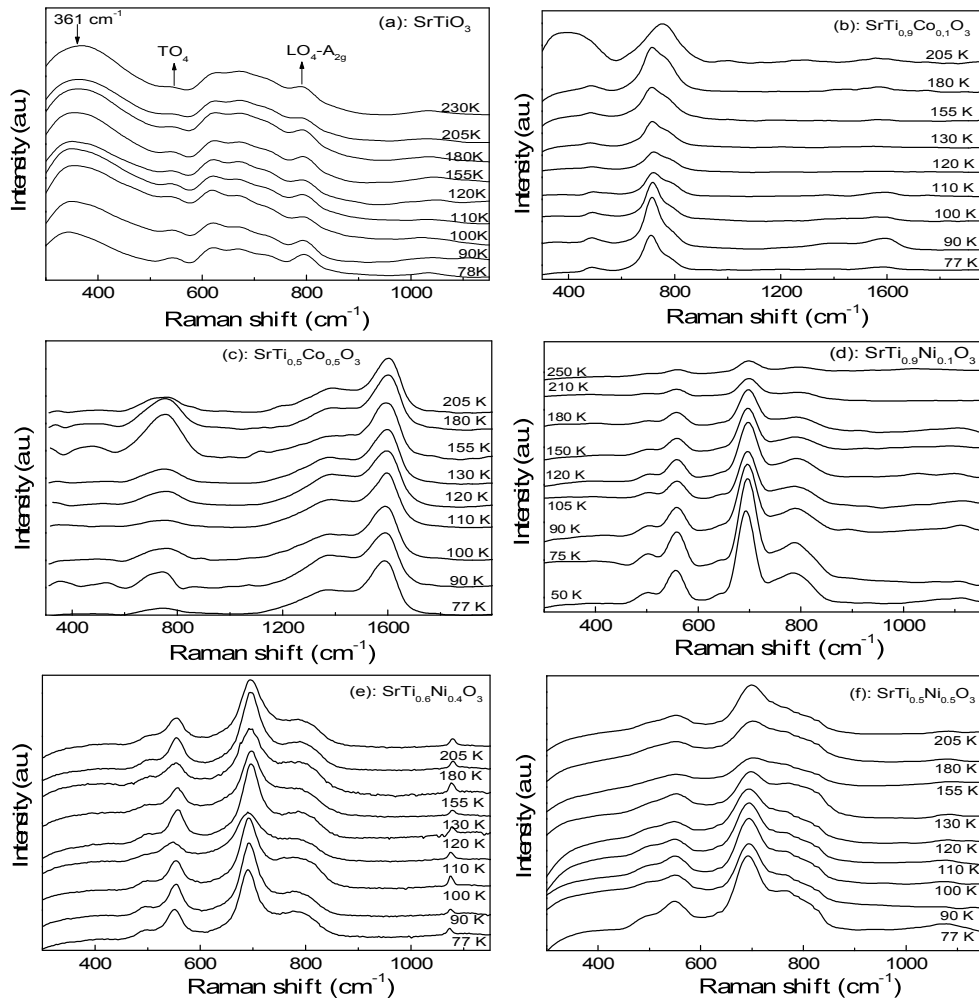 361 cm⁻¹
(a): SrTiO₃
TO₄
LO₄-A₂g
230K
205K
180K
155K
120K
110K
100K
90K
78K
Intensity (a.u.)
400 600 800 1000
Raman shift (cm⁻¹)
(b): SrTi₀,₉Co₀,₁O₃
205 K
180 K
155 K
130 K
120 K
110 K
100 K
90 K
77 K
Intensity (a.u.)
400 800 1200 1600
Raman shift (cm⁻¹)
(c): SrTi₀,₅Co₀,₅O₃
205 K
180 K
155 K
130 K
120 K
110 K
100 K
90 K
77 K
Intensity (a.u.)
400 800 1200 1600
Raman shift (cm⁻¹)
(d): SrTi₀.₉Ni₀.₁O₃
250 K
210 K
180 K
150 K
120 K
105 K
90 K
75 K
50 K
Intensity (a.u.)
400 600 800 1000
Raman shift (cm⁻¹)
(e): SrTi₀.₆Ni₀.₄O₃
205 K
180 K
155 K
130 K
120 K
110 K
100 K
90 K
77 K
Intensity (a.u.)
400 600 800 1000
Raman shift (cm⁻¹)
(f): SrTi₀.₅Ni₀.₅O₃
205 K
180 K
155 K
130 K
120 K
110 K
100 K
90 K
77 K
Intensity (a.u.)
400 600 800 1000
Raman shift (cm⁻¹)